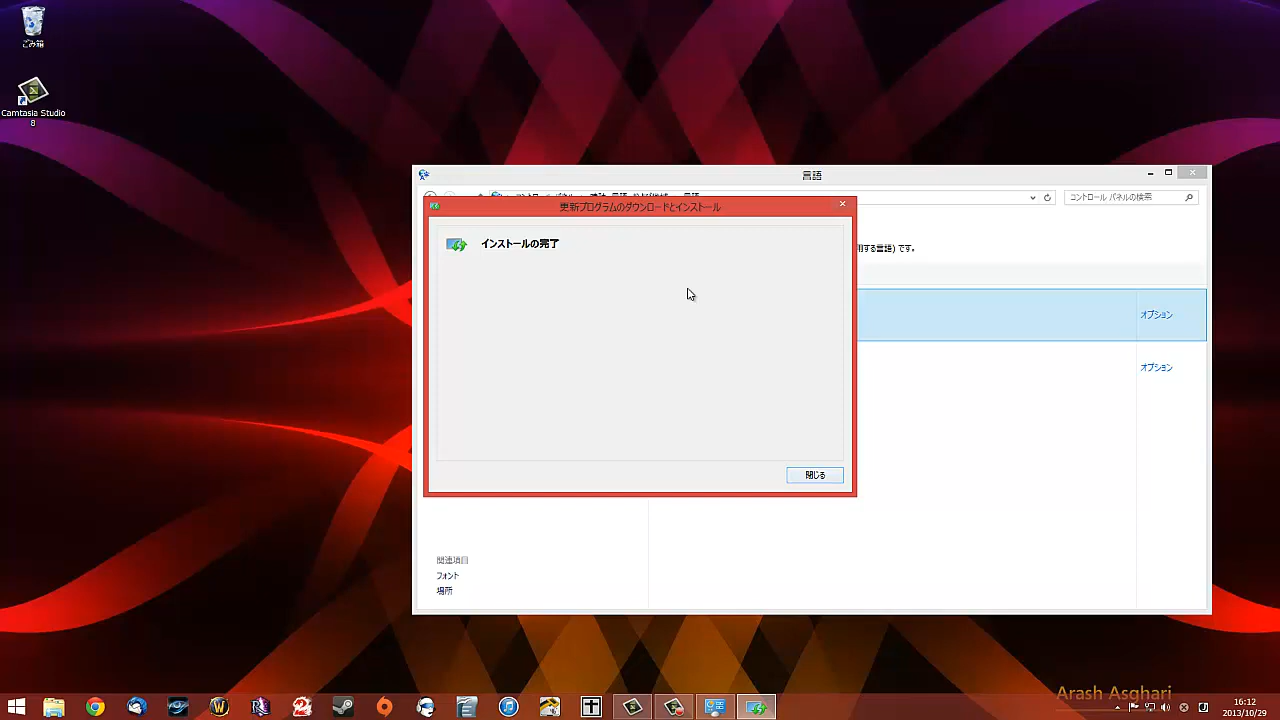 ごみ箱
Camtasia Studio
8
言語
コントロール パネルの検索
更新プログラムのダウンロードとインストール
インストールの完了
用する言語) です。
オプション
オプション
閉じる
関連項目
フォント
場所
Arash Asghari
16:12
2013/10/29